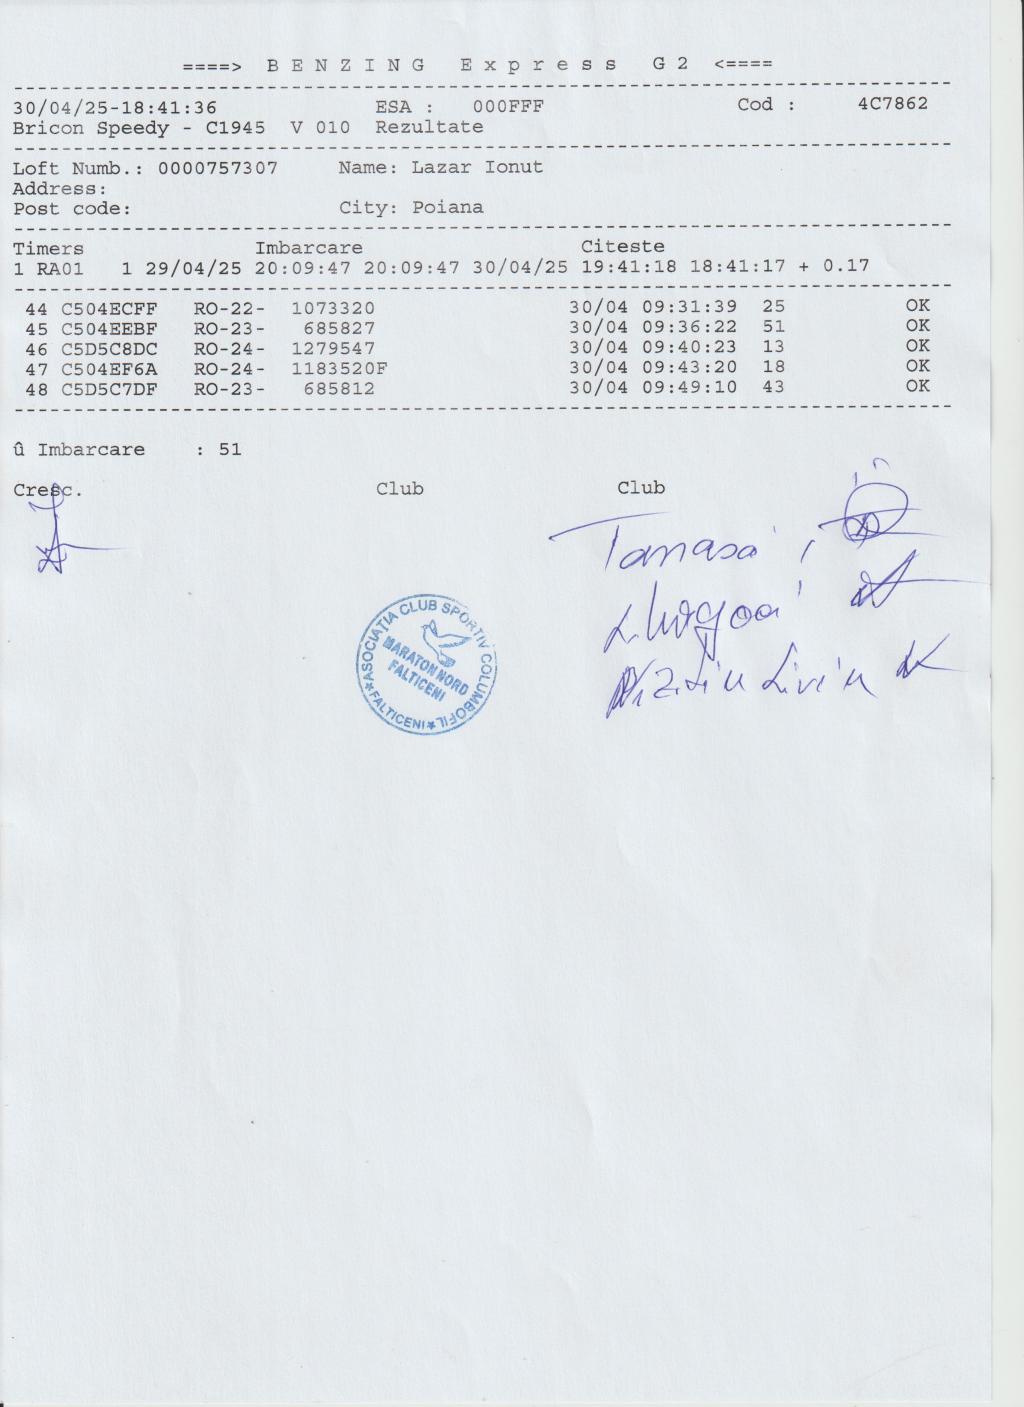 ====> B E N Z I N G  E x p r e s s  G 2 <====
30/04/25-18:41:36 ESA : 000FFF Cod : 4C7862
Bricon Speedy - C1945 V 010 Rezultate
Loft Numb.: 0000757307 Name: Lazar Ionut
Address:
Post code: City: Poiana
Timers Imbarcare Citeste
1 RA01 1 29/04/25 20:09:47 20:09:47 30/04/25 19:41:18 18:41:17 + 0.17
44 C504ECFF RO-22- 1073320 30/04 09:31:39 25 OK
45 C504EEBF RO-23- 685827 30/04 09:36:22 51 OK
46 C5D5C8DC RO-24- 1279547 30/04 09:40:23 13 OK
47 C504EF6A RO-24- 1183520F 30/04 09:43:20 18 OK
48 C5D5C7DF RO-23- 685812 30/04 09:49:10 43 OK
û Imbarcare : 51
Cresc. Club Club
Tanasa
Liviu
ASOCIAȚIA CLUB SPORTIV COLUMBOFIL
MARATON NORD
FALTICENI
*FALTICENI*